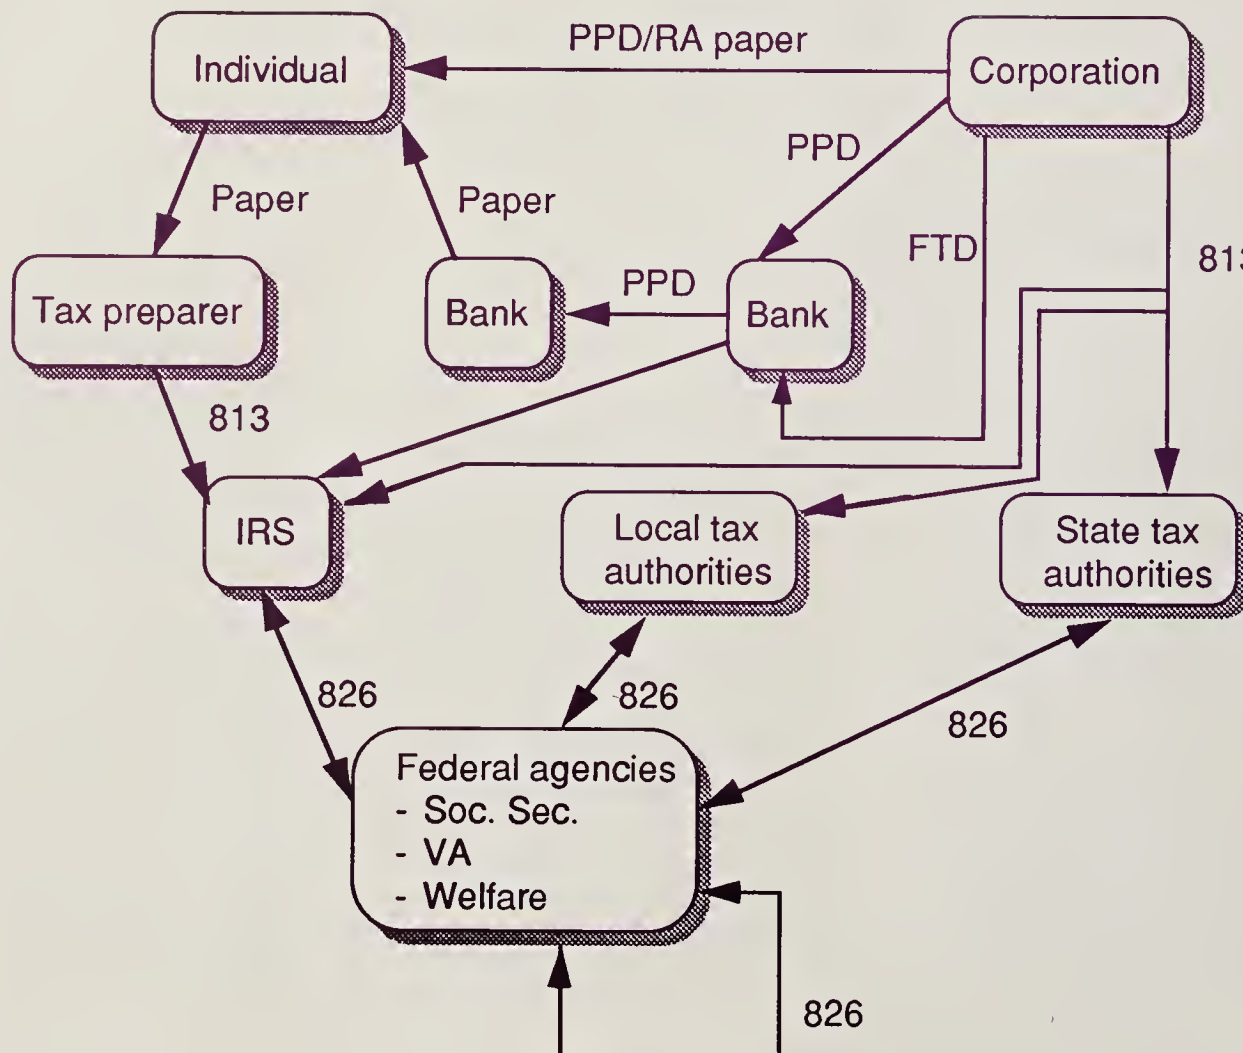 PPD/RA paper
Individual
Corporation
PPD
Paper
Paper
FTD
813
Tax preparer
PPD
Bank
Bank
813
IRS
Local tax
authorities
State tax
authorities
826
826
826
Federal agencies
- Soc. Sec.
- VA
- Welfare
826